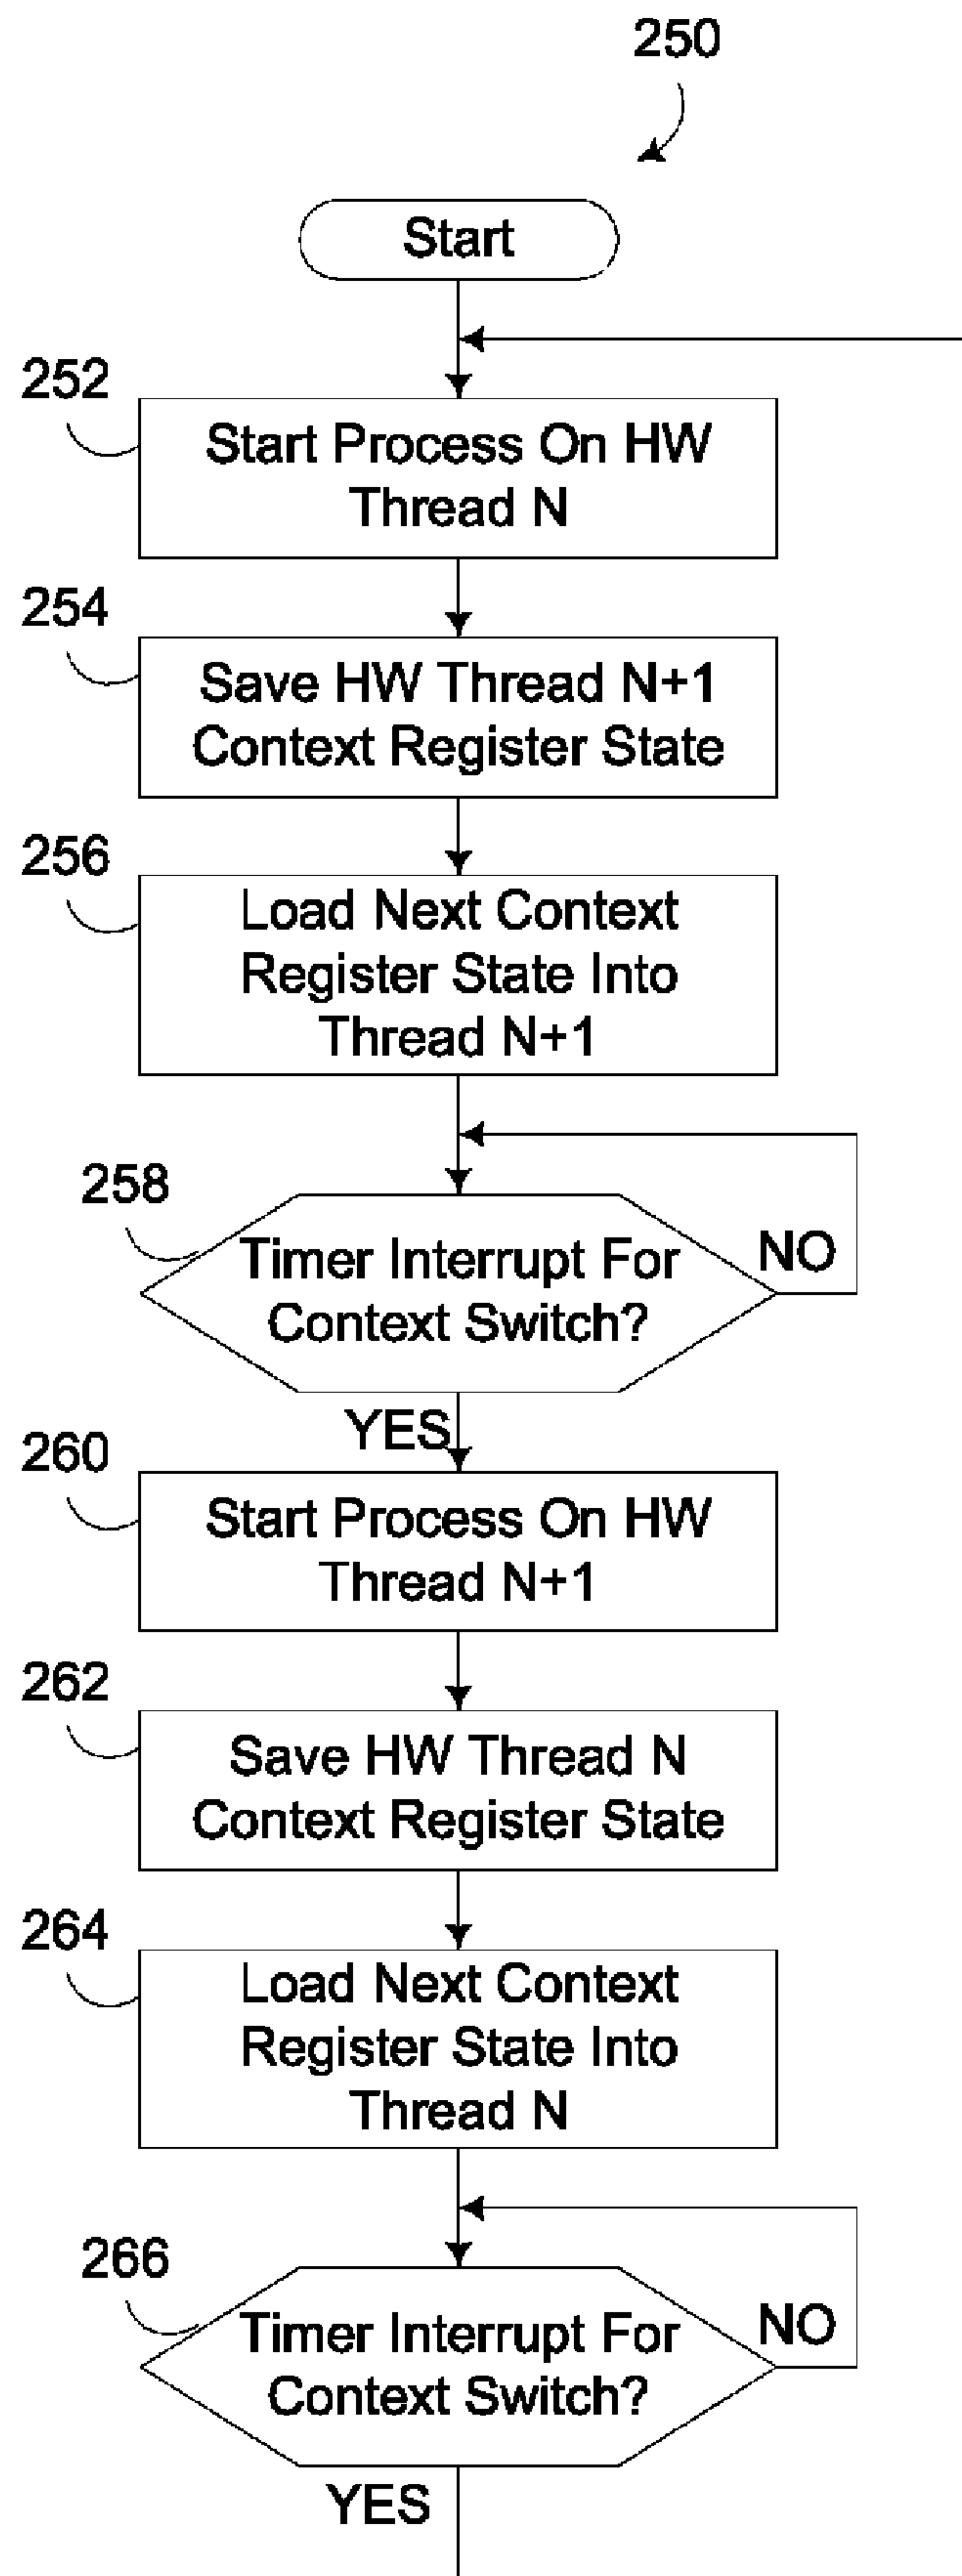 250
Start
252
Start Process On HW
Thread N
254
Save HW Thread N+1
Context Register State
256
Load Next Context
Register State Into
Thread N+1
258
Timer Interrupt For
Context Switch?
NO
YES
260
Start Process On HW
Thread N+1
262
Save HW Thread N
Context Register State
264
Load Next Context
Register State Into
Thread N
266
Timer Interrupt For
Context Switch?
NO
YES